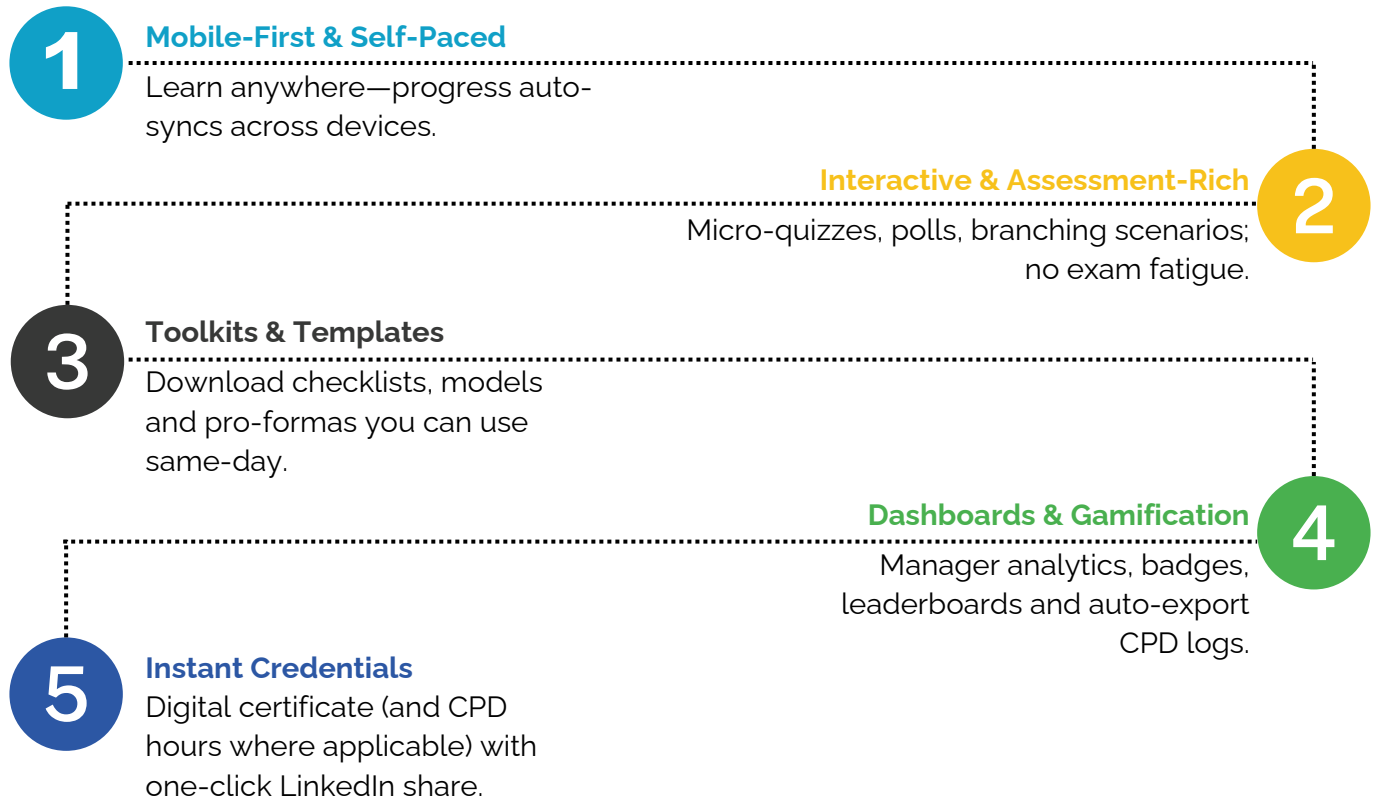 1
Mobile-First & Self-Paced
Learn anywhere—progress auto-
syncs across devices.
2
Interactive & Assessment-Rich
Micro-quizzes, polls, branching scenarios;
no exam fatigue.
3
Toolkits & Templates
Download checklists, models
and pro-formas you can use
same-day.
4
Dashboards & Gamification
Manager analytics, badges,
leaderboards and auto-export
CPD logs.
5
Instant Credentials
Digital certificate (and CPD
hours where applicable) with
one-click LinkedIn share.